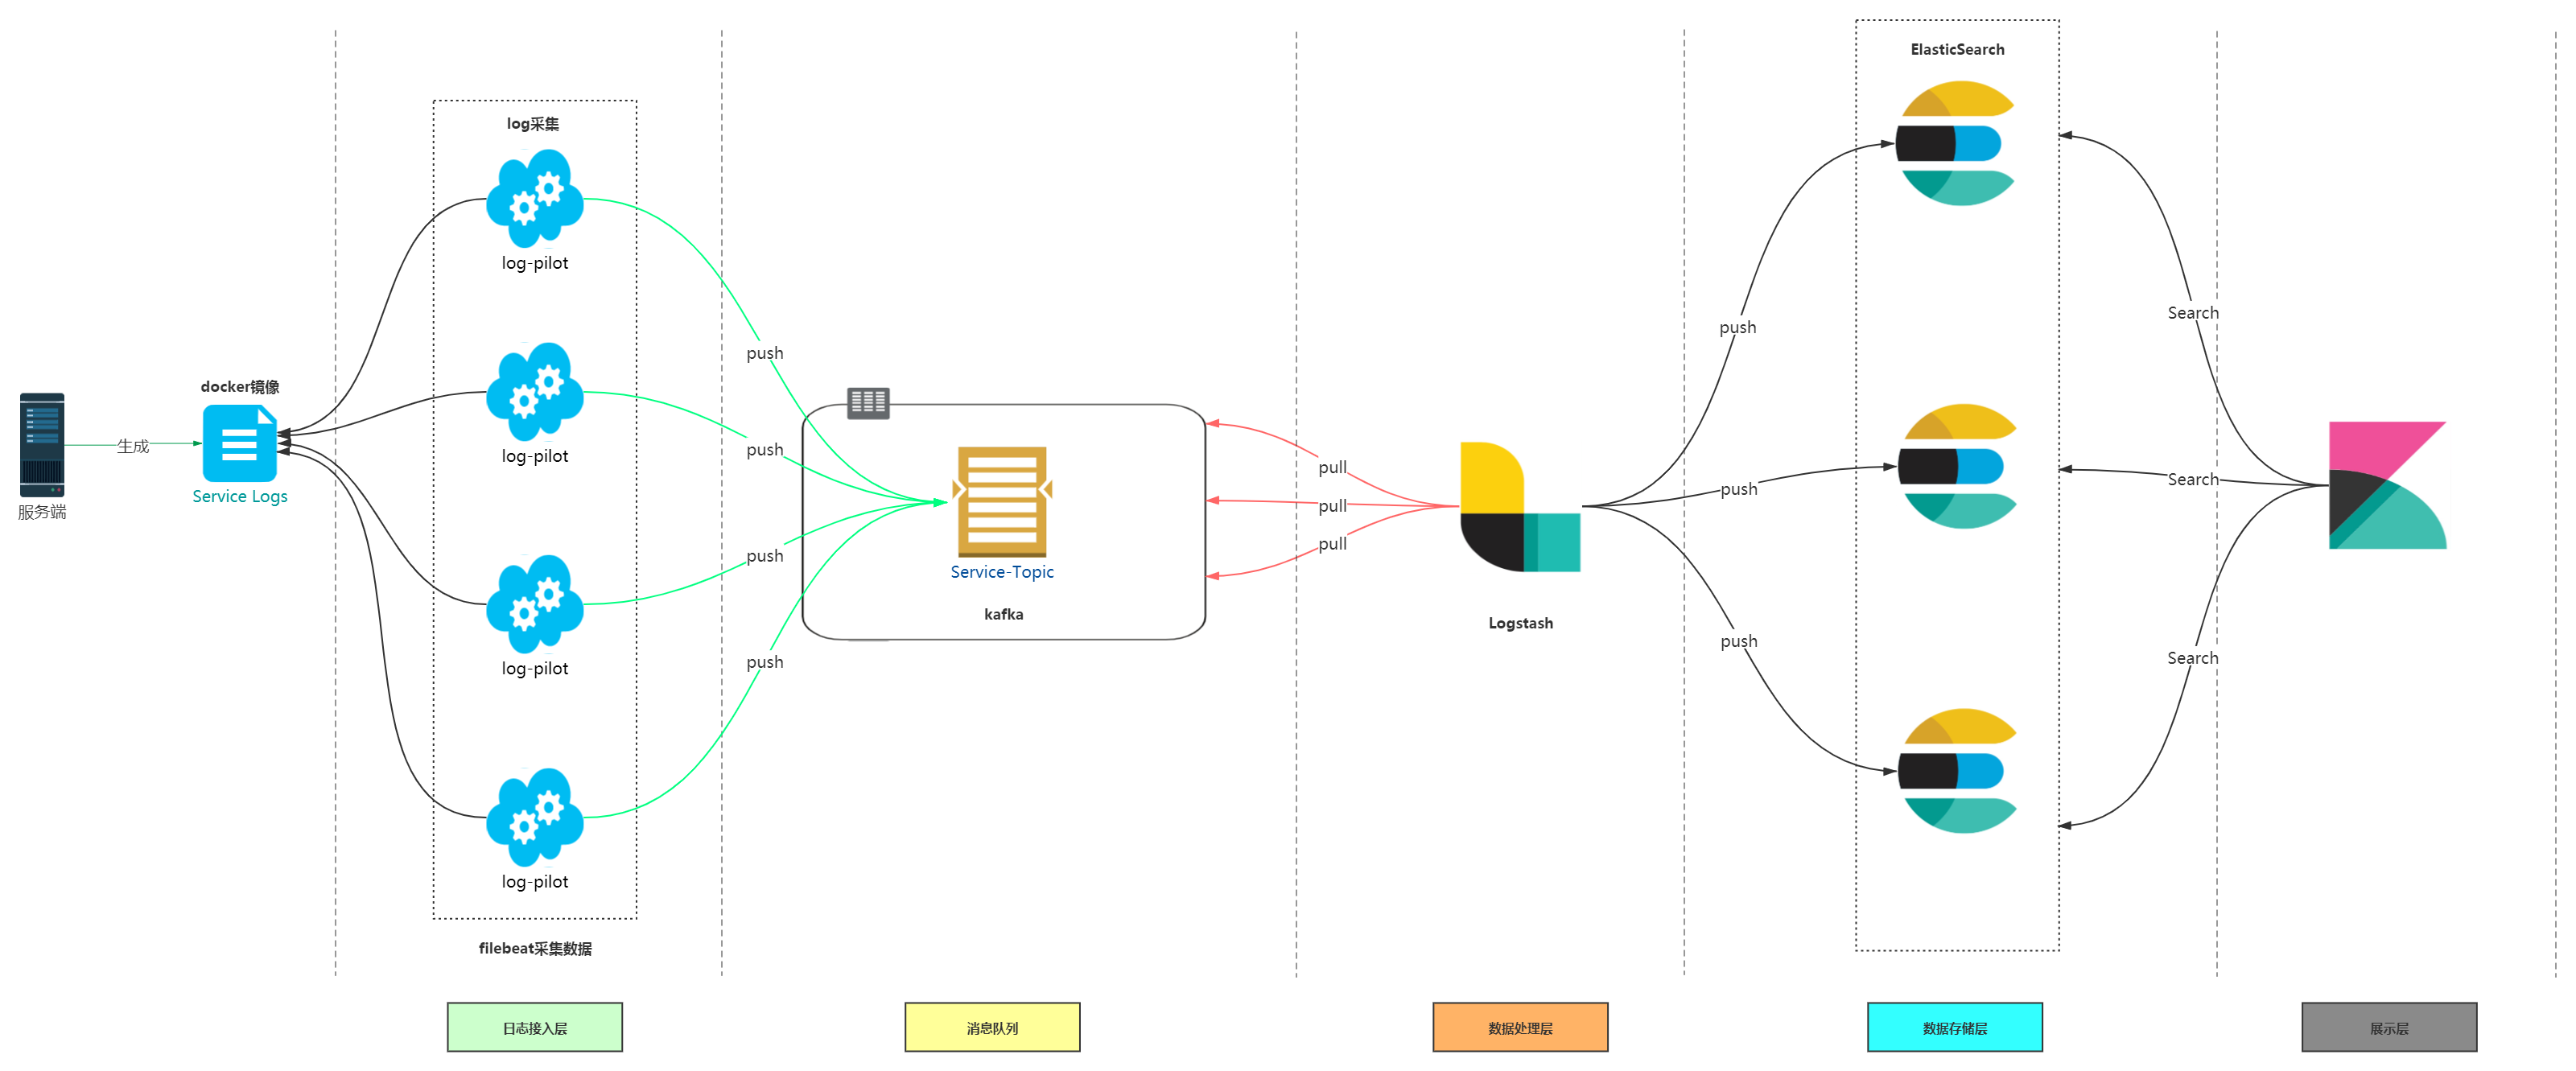 服务端
生成
docker镜像
Service Logs
log采集
log-pilot
log-pilot
log-pilot
log-pilot
filebeat采集数据
push
push
push
push
Service-Topic
kafka
pull
pull
pull
Logstash
push
push
push
ElasticSearch
Search
Search
Search
日志接入层
消息队列
数据处理层
数据存储层
展示层